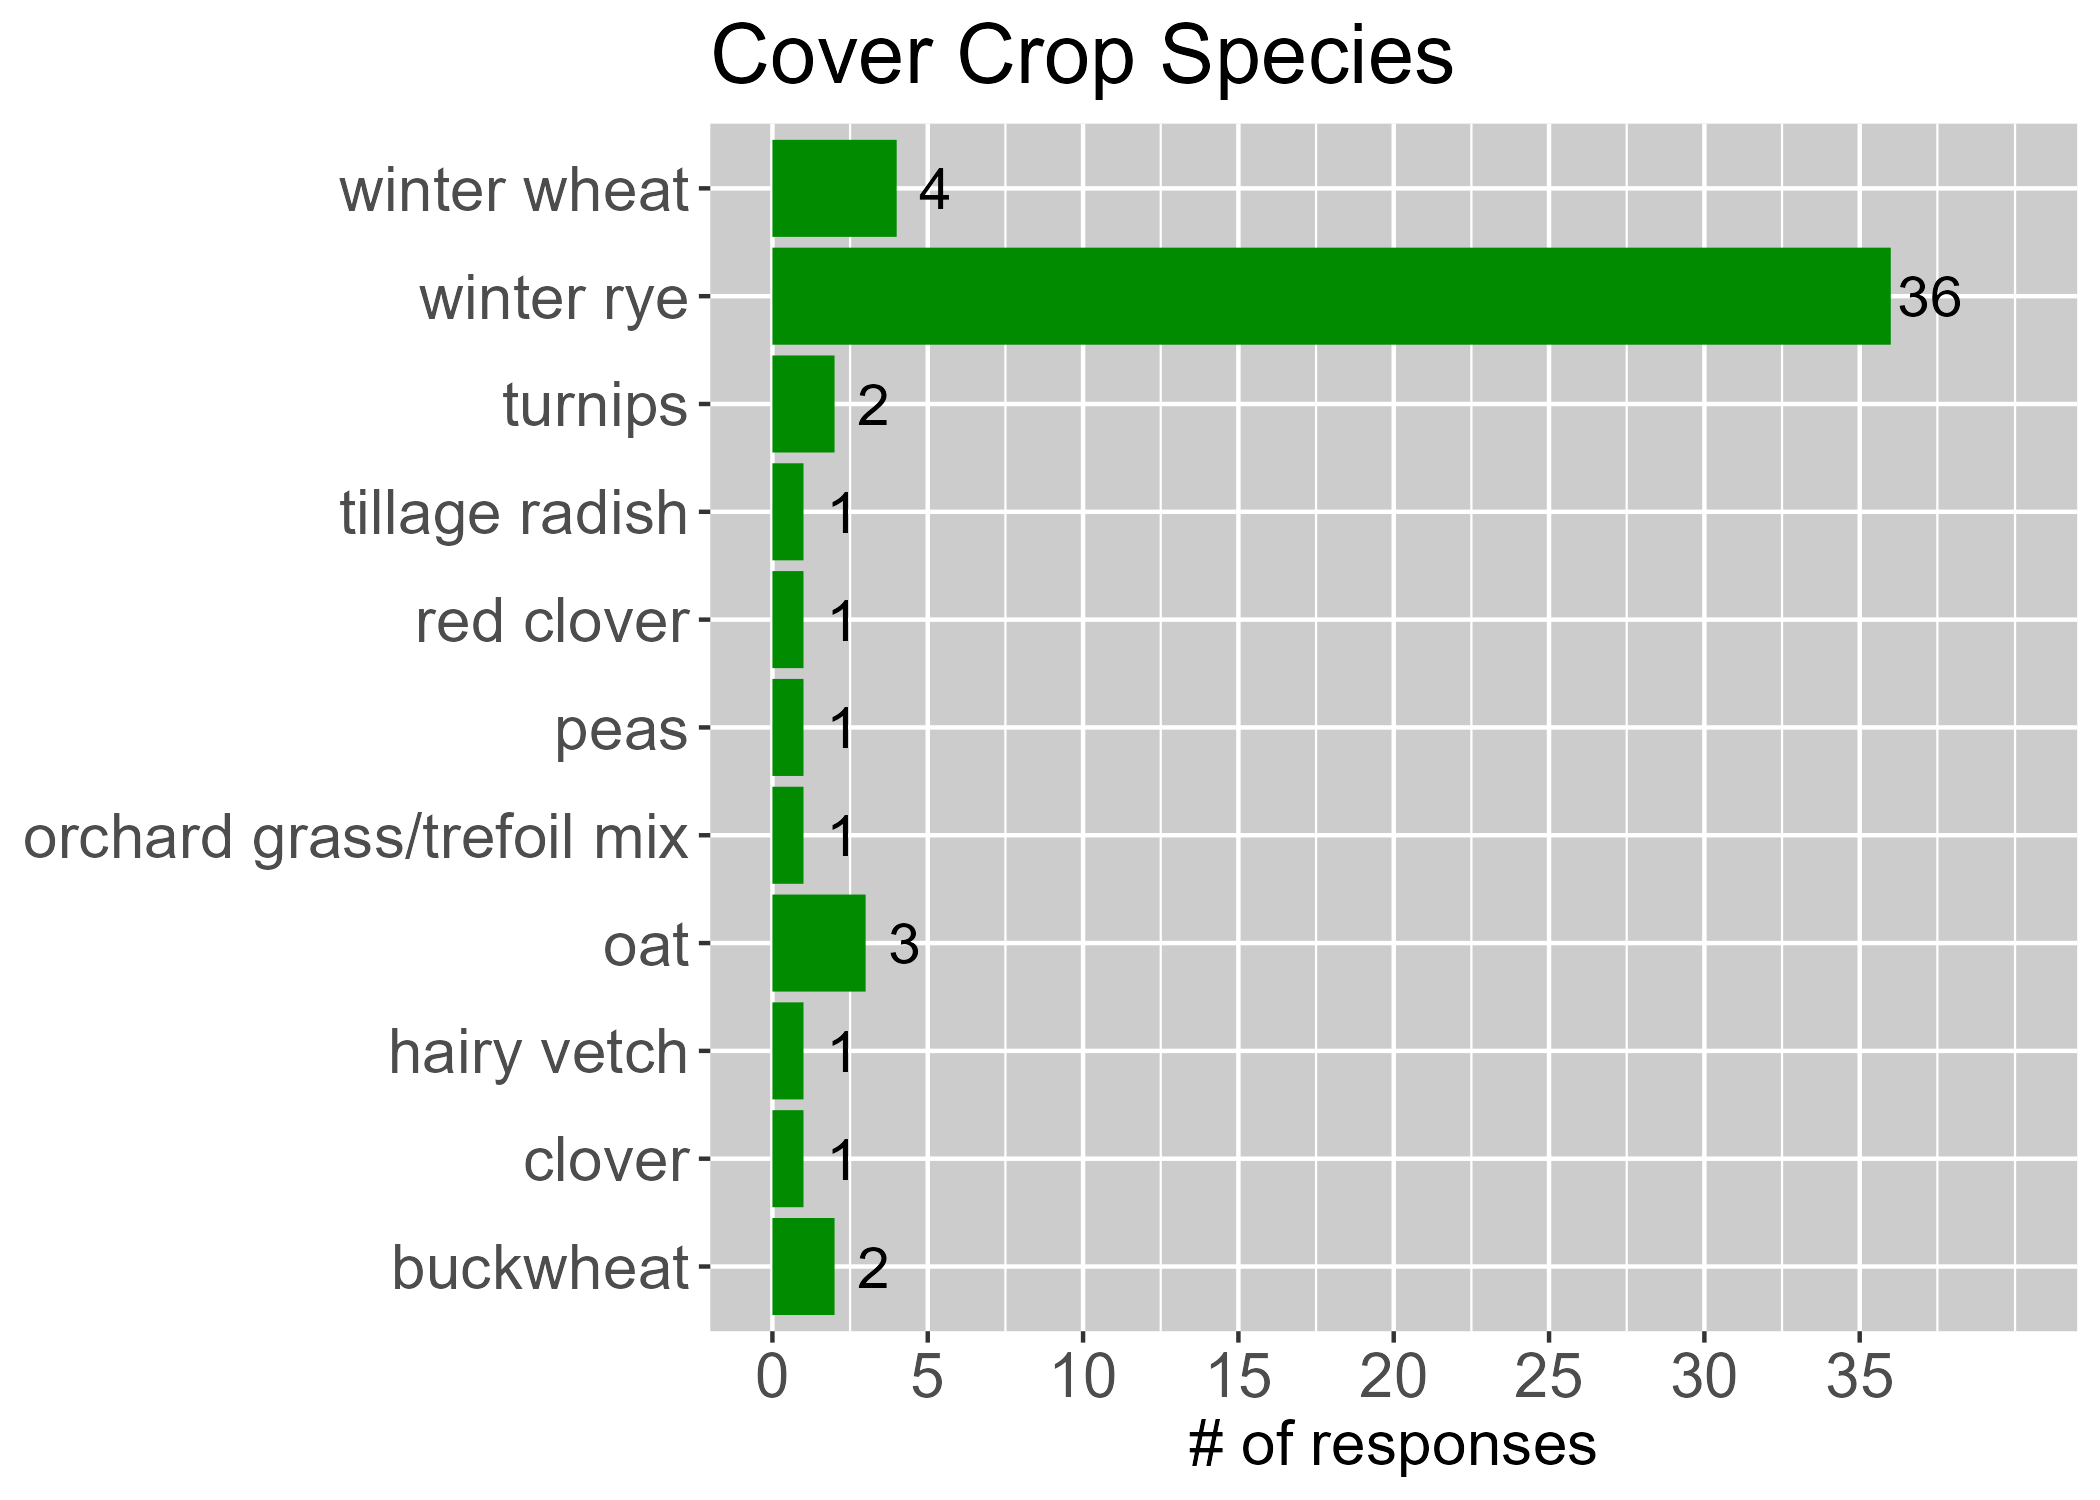 Cover Crop Species
winter wheat 4
winter rye 36
turnips 2
tillage radish 1
red clover 1
peas 1
orchard grass/trefoil mix 1
oat 3
hairy vetch 1
clover 1
buckwheat 2
0 5 10 15 20 25 30 35
# of responses